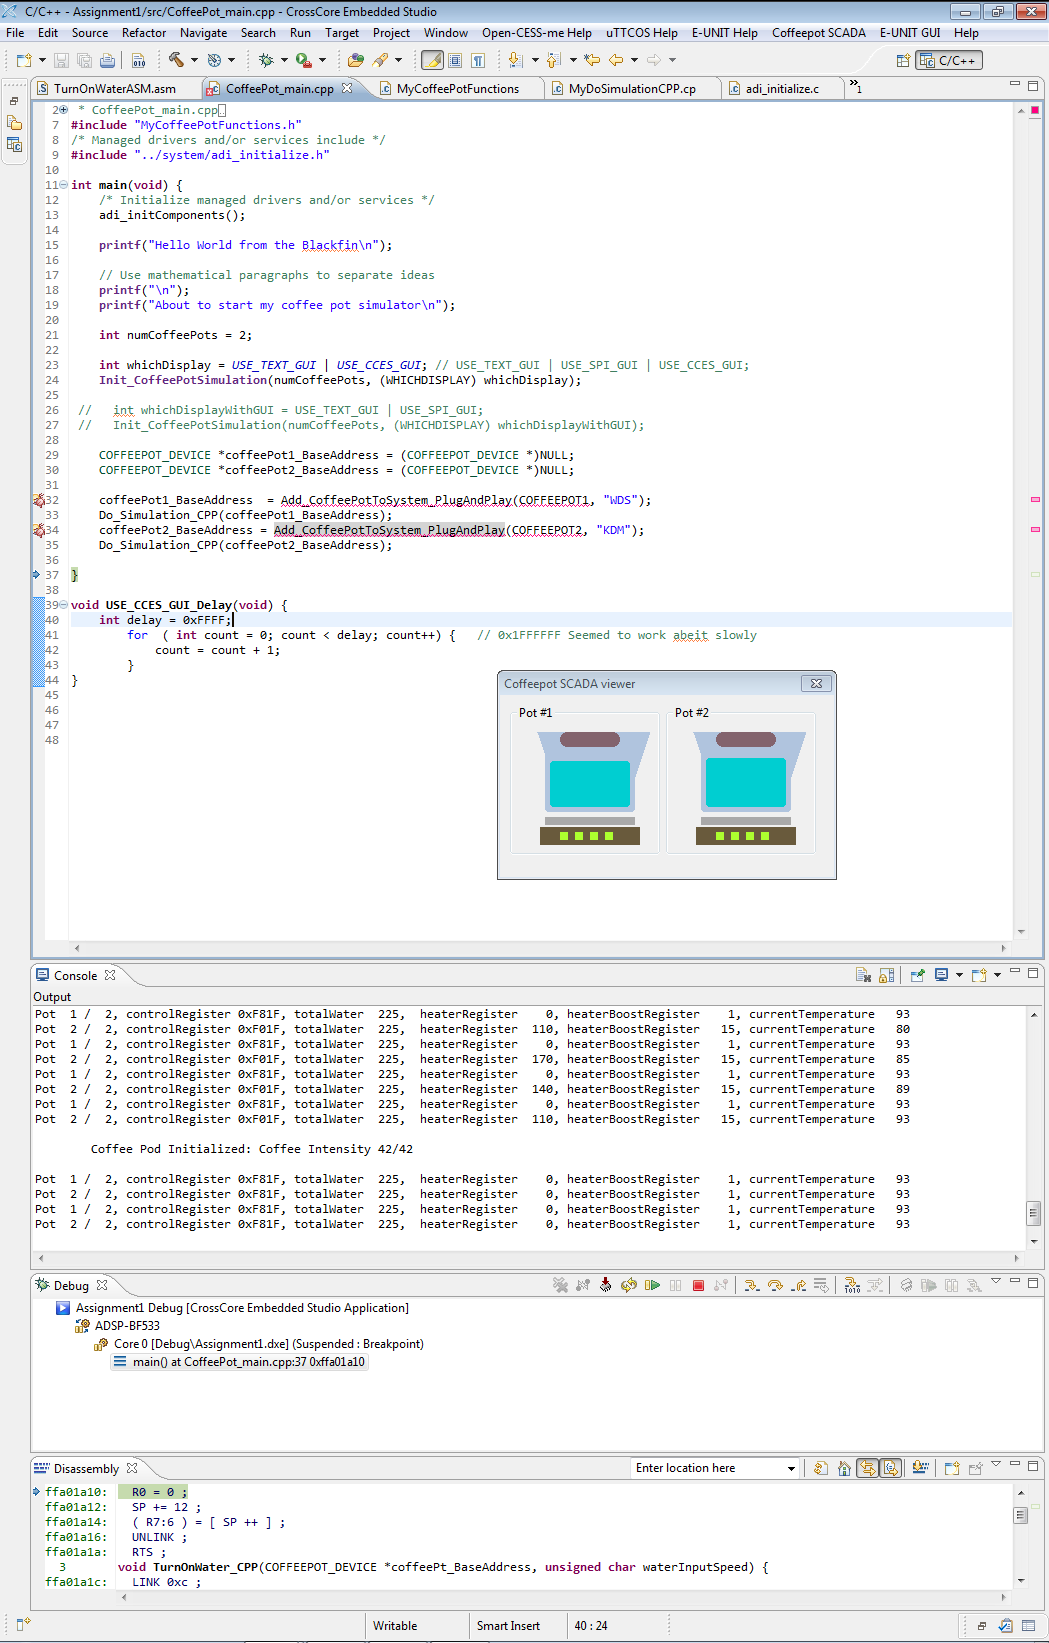 C/C++ - Assignment1/src/CoffeePot_main.cpp - CrossCore Embedded Studio
File Edit Source Refactor Navigate Search Run Target Project Window Open-CESS-me Help uTTCOS Help E-UNIT Help Coffeepot SCADA E-UNIT GUI Help
C/C++
TurnOnWaterASM.asm CoffeePot_main.cpp MyCoffeePotFunctions MyDoSimulationCPP.cp adi_initialize.c »1
2 * CoffeePot_main.cpp
7 #include "MyCoffeePotFunctions.h"
8 /* Managed drivers and/or services include */
9 #include "../system/adi_initialize.h"
10
11 int main(void) {
12 /* Initialize managed drivers and/or services */
13 adi_initComponents();
14
15 printf("Hello World from the Blackfin\n");
16
17 // Use mathematical paragraphs to separate ideas
18 printf("\n");
19 printf("About to start my coffee pot simulator\n");
20
21 int numCoffeePots = 2;
22
23 int whichDisplay = USE_TEXT_GUI | USE_CCES_GUI; // USE_TEXT_GUI | USE_SPI_GUI | USE_CCES_GUI;
24 Init_CoffeePotSimulation(numCoffeePots, (WHICHDISPLAY) whichDisplay);
25
26 // int whichDisplayWithGUI = USE_TEXT_GUI | USE_SPI_GUI;
27 // Init_CoffeePotSimulation(numCoffeePots, (WHICHDISPLAY) whichDisplayWithGUI);
28
29 COFFEEPOT_DEVICE *coffeePot1_BaseAddress = (COFFEEPOT_DEVICE *)NULL;
30 COFFEEPOT_DEVICE *coffeePot2_BaseAddress = (COFFEEPOT_DEVICE *)NULL;
31
32 coffeePot1_BaseAddress = Add_CoffeePotToSystem_PlugAndPlay(COFFEEPOT1, "WDS");
33 Do_Simulation_CPP(coffeePot1_BaseAddress);
34 coffeePot2_BaseAddress = Add_CoffeePotToSystem_PlugAndPlay(COFFEEPOT2, "KDM");
35 Do_Simulation_CPP(coffeePot2_BaseAddress);
36
37 }
38
39 void USE_CCES_GUI_Delay(void) {
40 int delay = 0xFFFF;
41 for ( int count = 0; count < delay; count++) { // 0x1FFFFFF Seemed to work abeit slowly
42 count = count + 1;
43 }
44 }
45
46
47
48
Coffeepot SCADA viewer
Pot #1 Pot #2
Console
Output
Pot 1 / 2, controlRegister 0xF81F, totalWater 225, heaterRegister 0, heaterBoostRegister 1, currentTemperature 93
Pot 2 / 2, controlRegister 0xF01F, totalWater 225, heaterRegister 110, heaterBoostRegister 15, currentTemperature 80
Pot 1 / 2, controlRegister 0xF81F, totalWater 225, heaterRegister 0, heaterBoostRegister 1, currentTemperature 93
Pot 2 / 2, controlRegister 0xF01F, totalWater 225, heaterRegister 170, heaterBoostRegister 15, currentTemperature 85
Pot 1 / 2, controlRegister 0xF81F, totalWater 225, heaterRegister 0, heaterBoostRegister 1, currentTemperature 93
Pot 2 / 2, controlRegister 0xF01F, totalWater 225, heaterRegister 140, heaterBoostRegister 15, currentTemperature 89
Pot 1 / 2, controlRegister 0xF81F, totalWater 225, heaterRegister 0, heaterBoostRegister 1, currentTemperature 93
Pot 2 / 2, controlRegister 0xF01F, totalWater 225, heaterRegister 110, heaterBoostRegister 15, currentTemperature 93
Coffee Pod Initialized: Coffee Intensity 42/42
Pot 1 / 2, controlRegister 0xF81F, totalWater 225, heaterRegister 0, heaterBoostRegister 1, currentTemperature 93
Pot 2 / 2, controlRegister 0xF81F, totalWater 225, heaterRegister 0, heaterBoostRegister 1, currentTemperature 93
Pot 1 / 2, controlRegister 0xF81F, totalWater 225, heaterRegister 0, heaterBoostRegister 1, currentTemperature 93
Pot 2 / 2, controlRegister 0xF81F, totalWater 225, heaterRegister 0, heaterBoostRegister 1, currentTemperature 93
Debug
Assignment1 Debug [CrossCore Embedded Studio Application]
ADSP-BF533
Core 0 [Debug\Assignment1.dxe] (Suspended : Breakpoint)
main() at CoffeePot_main.cpp:37 0xffa01a10
Disassembly
Enter location here
ffa01a10: R0 = 0 ;
ffa01a12: SP += 12 ;
ffa01a14: ( R7:6 ) = [ SP ++ ] ;
ffa01a16: UNLINK ;
ffa01a1a: RTS ;
3 void TurnOnWater_CPP(COFFEEPOT_DEVICE *coffeePt_BaseAddress, unsigned char waterInputSpeed) {
ffa01a1c: LINK 0xc ;
Writable Smart Insert 40 : 24